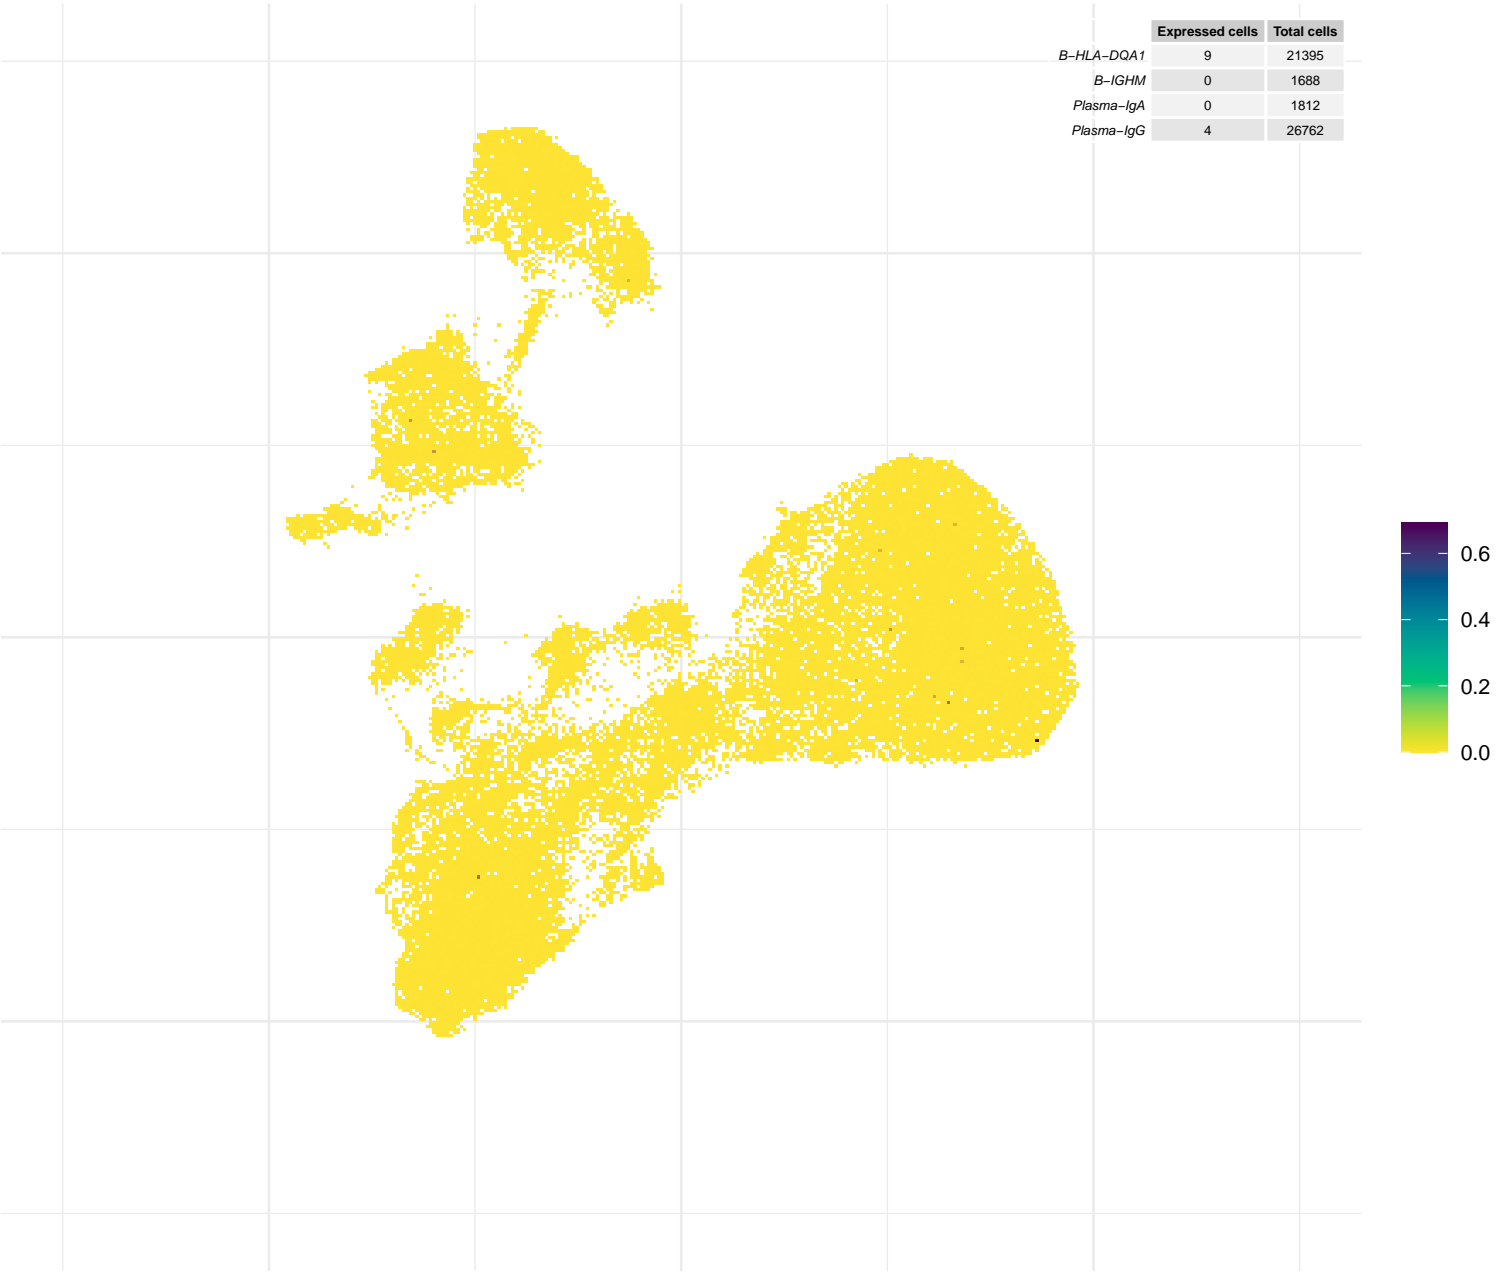 Expressed cells Total cells
B-HLA-DQA1 9 21395
B-IGHM 0 1688
Plasma-IgA 0 1812
Plasma-IgG 4 26762
0.6
0.4
0.2
0.0